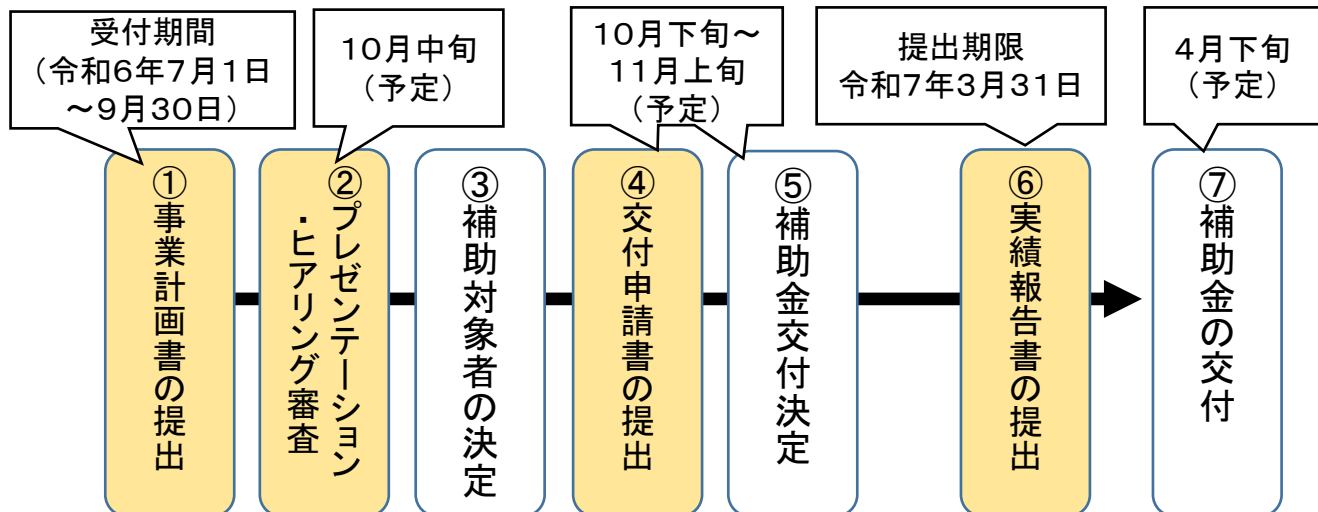 受付期間
（令和6年7月1日
～9月30日）
10月中旬
（予定）
10月下旬～
11月上旬
（予定）
提出期限
令和7年3月31日
4月下旬
（予定）
①事業計画書の提出
②プレゼンテーション
・ヒアリング審査
③補助対象者の決定
④交付申請書の提出
⑤補助金交付決定
⑥実績報告書の提出
⑦補助金の交付